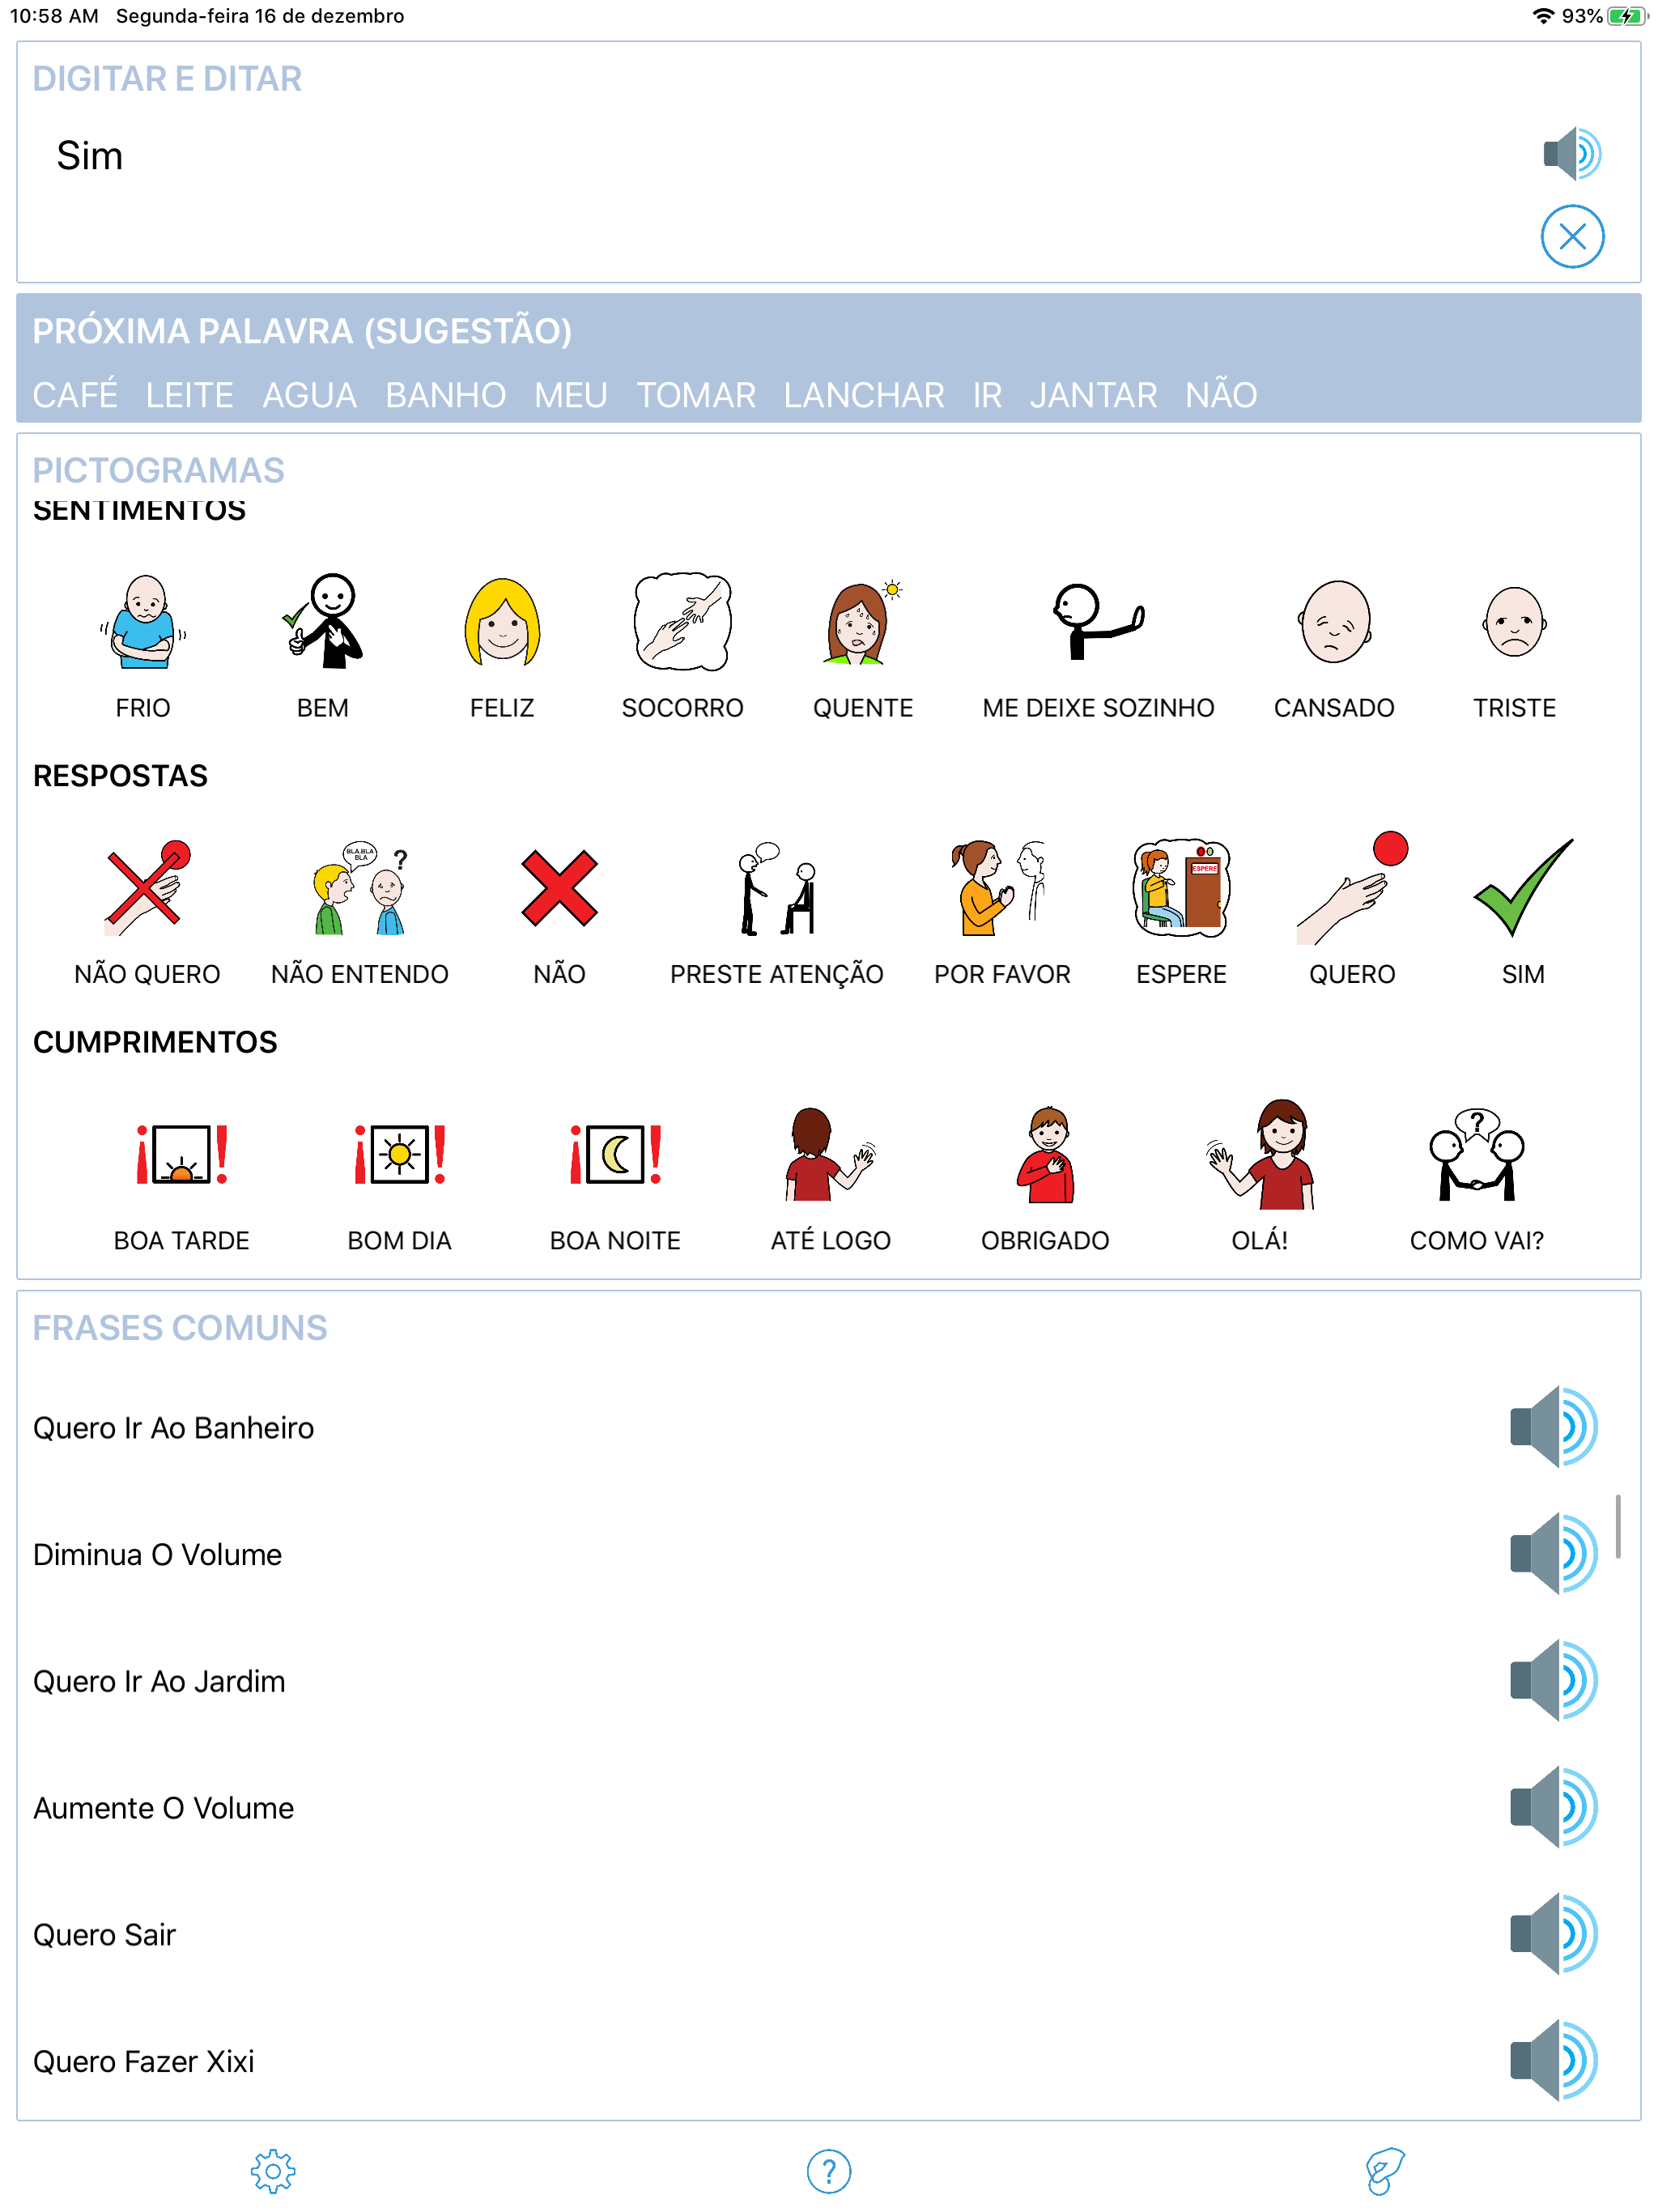 10:58 AM Segunda-feira 16 de dezembro 93%
DIGITAR E DITAR
Sim
PRÓXIMA PALAVRA (SUGESTÃO)
CAFÉ LEITE AGUA BANHO MEU TOMAR LANCHAR IR JANTAR NÃO
PICTOGRAMAS
SENTIMENTOS
FRIO BEM FELIZ SOCORRO QUENTE ME DEIXE SOZINHO CANSADO TRISTE
RESPOSTAS
BLA,BLA
BLA
?
ESPERE
NÃO QUERO NÃO ENTENDO NÃO PRESTE ATENÇÃO POR FAVOR ESPERE QUERO SIM
CUMPRIMENTOS
¡ ! ¡ ! ¡ ! ?
BOA TARDE BOM DIA BOA NOITE ATÉ LOGO OBRIGADO OLÁ! COMO VAI?
FRASES COMUNS
Quero Ir Ao Banheiro
Diminua O Volume
Quero Ir Ao Jardim
Aumente O Volume
Quero Sair
Quero Fazer Xixi
?